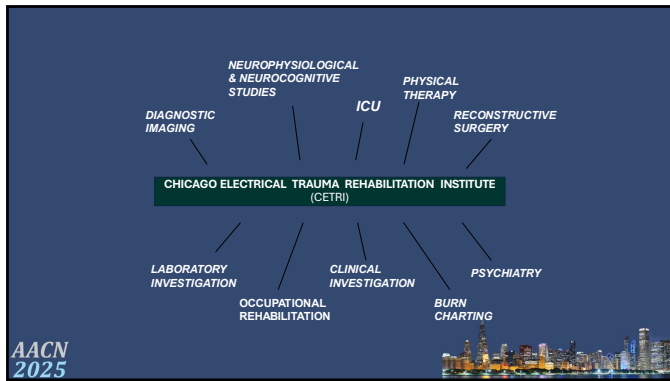 NEUROPHYSIOLOGICAL
& NEUROCOGNITIVE
STUDIES
PHYSICAL
THERAPY
ICU
DIAGNOSTIC
IMAGING
RECONSTRUCTIVE
SURGERY
CHICAGO ELECTRICAL TRAUMA REHABILITATION INSTITUTE
(CETRI)
LABORATORY
INVESTIGATION
CLINICAL
INVESTIGATION
PSYCHIATRY
OCCUPATIONAL
REHABILITATION
BURN
CHARTING
AACN
2025